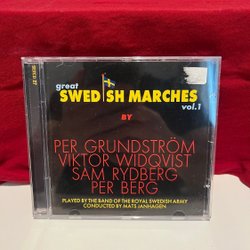 great
SWEDISH MARCHES
vol.1
BY
PER GRUNDSTRÖM
VIKTOR WIDQVIST
SAM RYDBERG
PER BERG
PLAYED BY THE BAND OF THE ROYAL SWEDISH ARMY
CONDUCTED BY MATS JANHAGEN